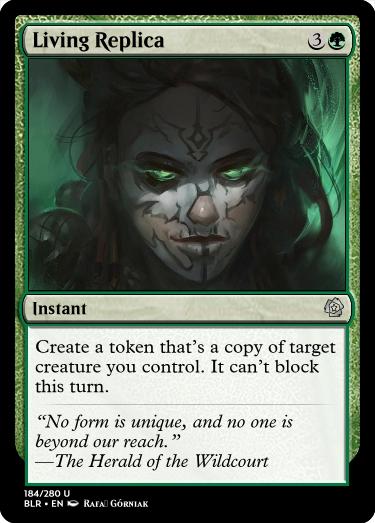 Living Replica 3
Instant
Create a token that's a copy of target
creature you control. It can't block
this turn.
“No form is unique, and no one is
beyond our reach.”
—The Herald of the Wildcourt
184/280 U
BLR • EN Rafa Górniak